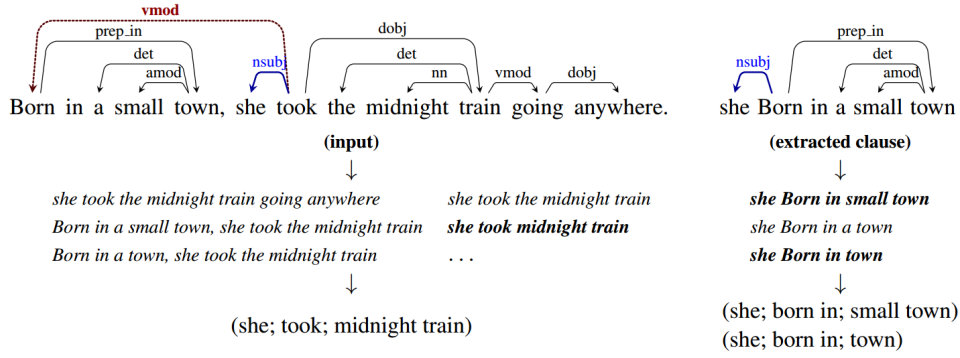 vmod
prep_in dobj prep_in
det nsubj det nsubj det
amod nn vmod dobj amod
Born in a small town, she took the midnight train going anywhere. she Born in a small town
(input) (extracted clause)
↓ ↓
she took the midnight train going anywhere she took the midnight train she Born in small town
Born in a small town, she took the midnight train she took midnight train she Born in a town
Born in a town, she took the midnight train . . . she Born in town
↓ ↓
(she; took; midnight train) (she; born in; small town)
(she; born in; town)